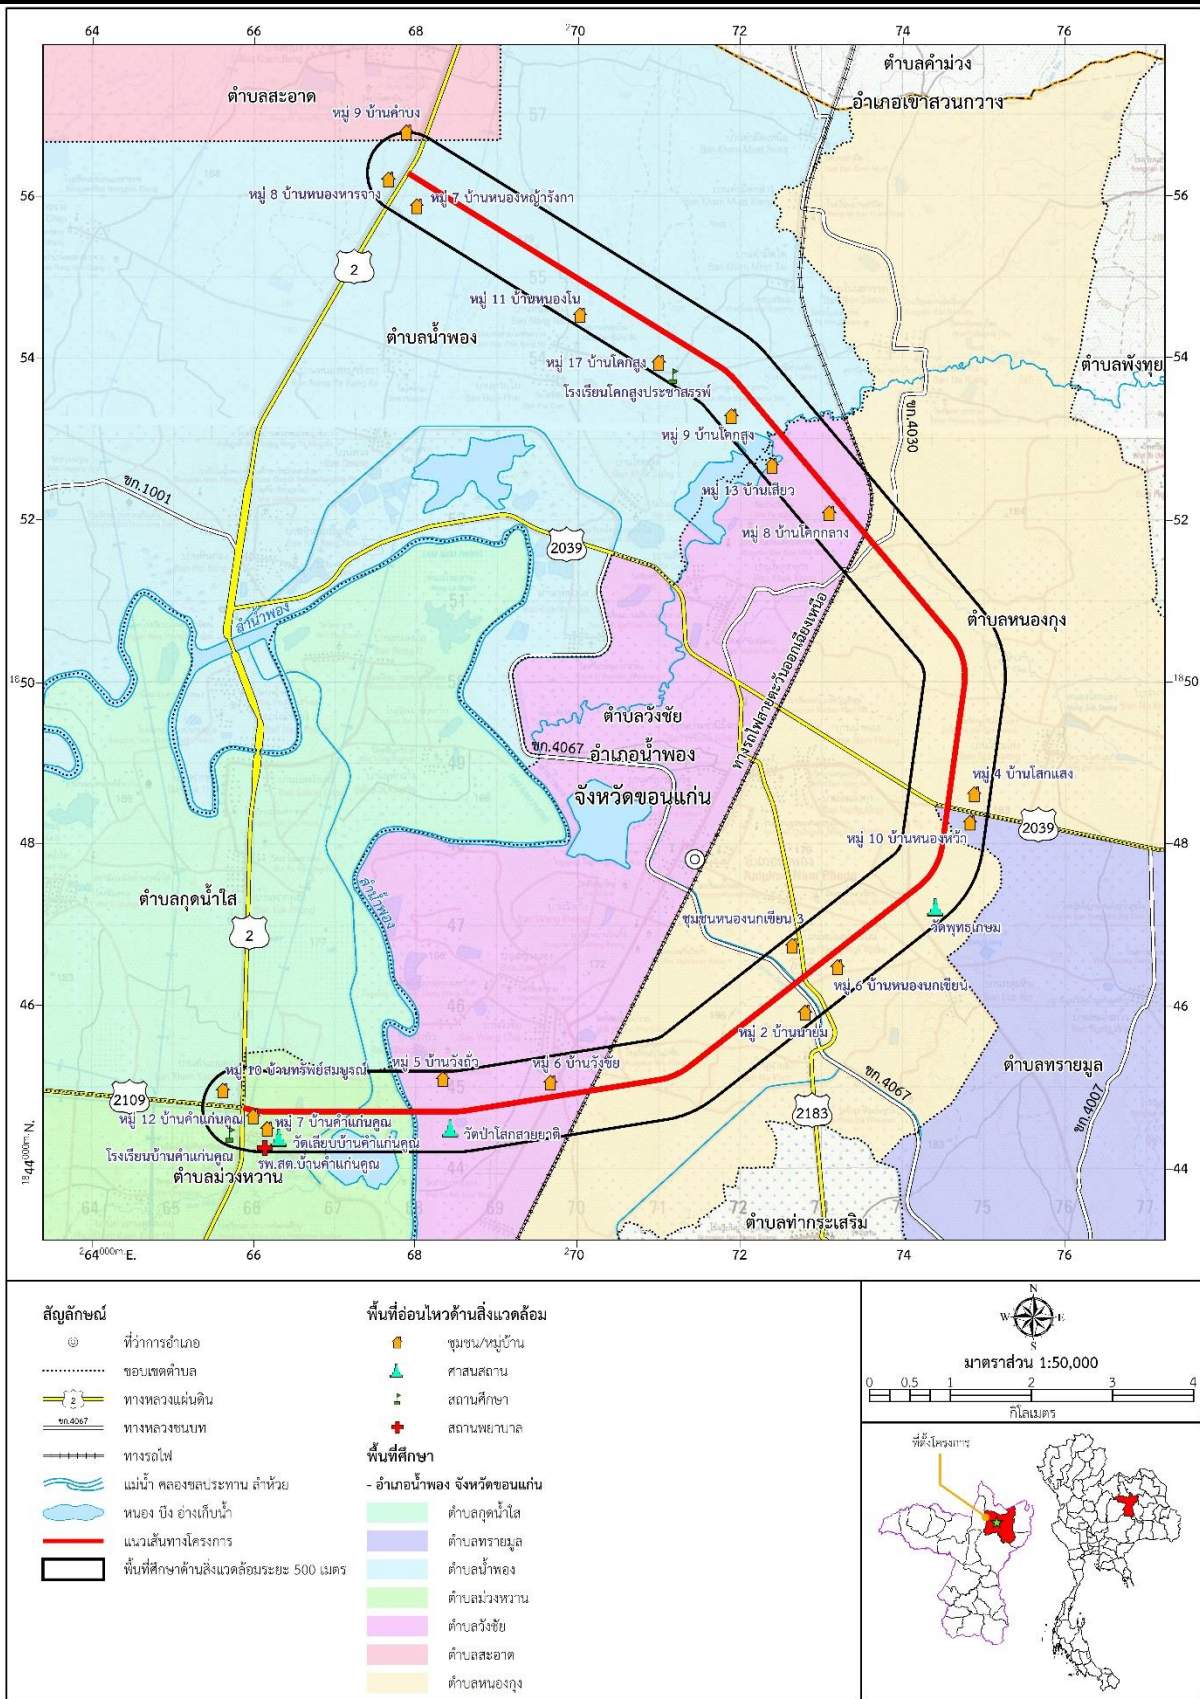 64
66
68
²70
72
74
76
ตำบลคำม่วง
ตำบลสะอาด
อำเภอเขาสวนกวาง
หมู่ 9 บ้านคำบง
56
56
หมู่ 8 บ้านหนองหารจาง
หมู่ 7 บ้านหนองหญ้ารังกา
2
หมู่ 11 บ้านหนองโน
ตำบลน้ำพอง
54
54
หมู่ 17 บ้านโคกสูง
ตำบลพังทุย
โรงเรียนโคกสูงประชาสรรพ์
ขก.4030
หมู่ 9 บ้านโคกสูง
ขก.1001
หมู่ 13 บ้านเสียว
52
52
หมู่ 8 บ้านโคกกลาง
2039
ลำน้ำพอง
ตำบลหนองกุง
ทางรถไฟสายตะวันออกเฉียงเหนือ
¹⁸50
¹⁸50
ตำบลวังชัย
ขก.4067
อำเภอน้ำพอง
หมู่ 4 บ้านโสกแสง
จังหวัดขอนแก่น
2039
48
หมู่ 10 บ้านหนองหว้า
48
ลำน้ำพอง
ตำบลกุดน้ำใส
ชุมชนหนองนกเขียน 3
วัดพุทธเกษม
2
หมู่ 6 บ้านหนองนกเขียน
46
46
หมู่ 2 บ้านนายม
หมู่ 10 บ้านทรัพย์สมบูรณ์
หมู่ 5 บ้านวังถั่ว
หมู่ 6 บ้านวังชัย
ตำบลทรายมูล
ขก.4067
2109
2183
ขก.4007
หมู่ 12 บ้านคำแก่นคูณ
หมู่ 7 บ้านคำแก่นคูณ
วัดป่าโสกสายยาติ
วัดเลียบบ้านคำแก่นคูณ
โรงเรียนบ้านคำแก่นคูณ
รพ.สต.บ้านคำแก่นคูณ
¹⁸44⁰⁰⁰m. N.
ตำบลม่วงหวาน
44
ตำบลท่ากระเสริม
²64⁰⁰⁰m. E.
66
68
²70
72
74
76
สัญลักษณ์
ที่ว่าการอำเภอ
ขอบเขตตำบล
2
ทางหลวงแผ่นดิน
ขก.4067
ทางหลวงชนบท
ทางรถไฟ
แม่น้ำ คลองชลประทาน ลำห้วย
หนอง บึง อ่างเก็บน้ำ
แนวเส้นทางโครงการ
พื้นที่ศึกษาด้านสิ่งแวดล้อมระยะ 500 เมตร
พื้นที่อ่อนไหวด้านสิ่งแวดล้อม
ชุมชน/หมู่บ้าน
ศาสนสถาน
สถานศึกษา
สถานพยาบาล
พื้นที่ศึกษา
- อำเภอน้ำพอง จังหวัดขอนแก่น
ตำบลกุดน้ำใส
ตำบลทรายมูล
ตำบลน้ำพอง
ตำบลม่วงหวาน
ตำบลวังชัย
ตำบลสะอาด
ตำบลหนองกุง
N
W
E
S
มาตราส่วน 1:50,000
0 0.5 1 2 3 4
กิโลเมตร
ที่ตั้งโครงการ